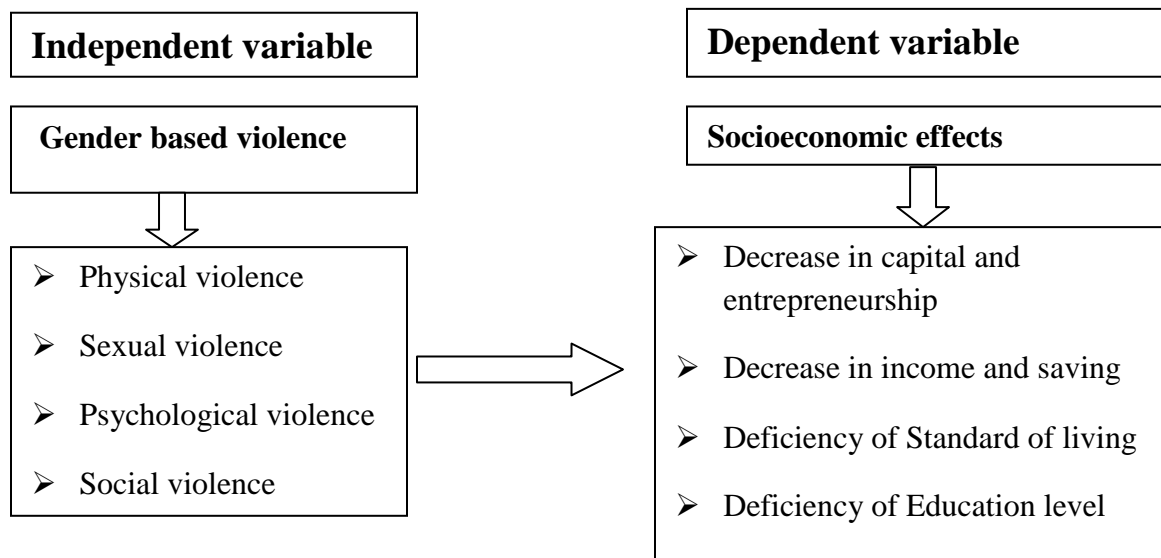 Independent variable
Dependent variable
Gender based violence
Socioeconomic effects
➢ Physical violence
➢ Sexual violence
➢ Psychological violence
➢ Social violence
➢ Decrease in capital and
entrepreneurship
➢ Decrease in income and saving
➢ Deficiency of Standard of living
➢ Deficiency of Education level